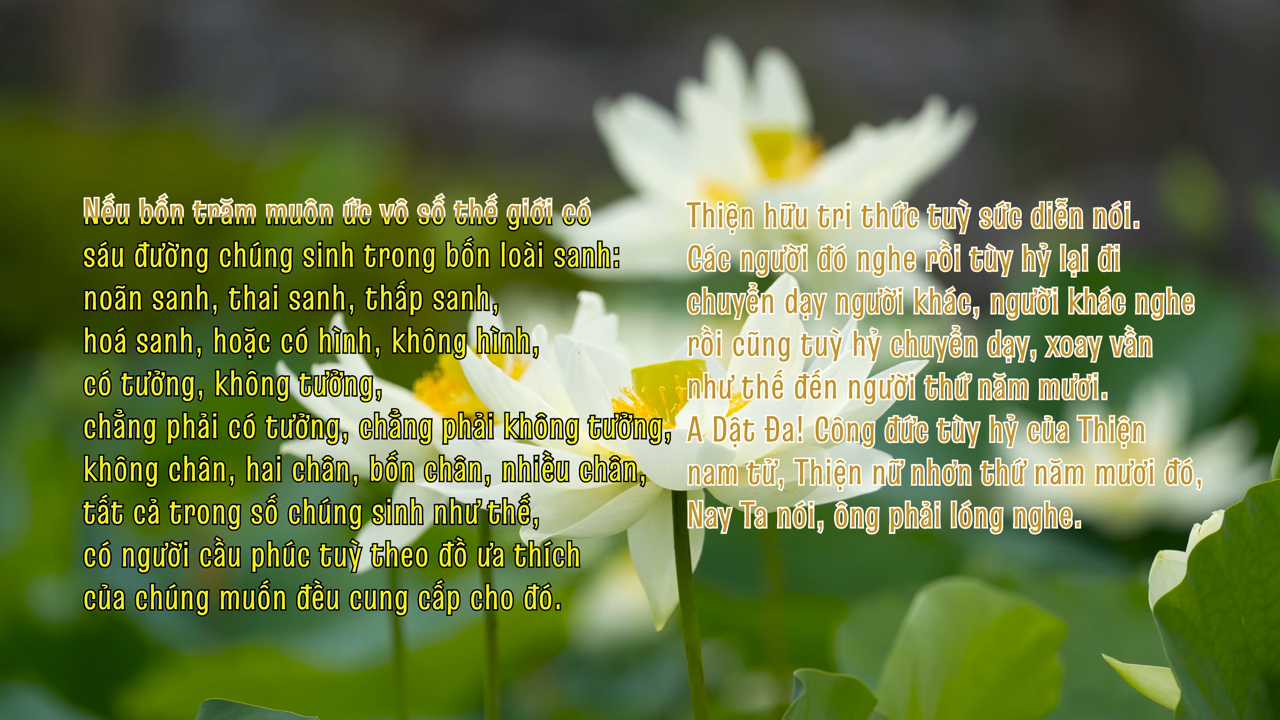 Nếu bốn trăm muôn ức vô số thế giới có
sáu đường chúng sinh trong bốn loài sanh:
noãn sanh, thai sanh, thấp sanh,
hoá sanh, hoặc có hình, không hình,
có tưởng, không tưởng,
chẳng phải có tưởng, chẳng phải không tưởng,
không chân, hai chân, bốn chân, nhiều chân,
tất cả trong số chúng sinh như thế,
có người cầu phúc tuỳ theo đồ ưa thích
của chúng muốn đều cung cấp cho đó.
Thiện hữu tri thức tuỳ sức diễn nói.
Các người đó nghe rồi tùy hỷ lại đi
chuyển dạy người khác, người khác nghe
rồi cũng tuỳ hỷ chuyển dạy, xoay vần
như thế đến người thứ năm mươi.
A Dật Đa! Công đức tùy hỷ của Thiện
nam tử, Thiện nữ nhơn thứ năm mươi đó,
Nay Ta nói, ông phải lóng nghe.